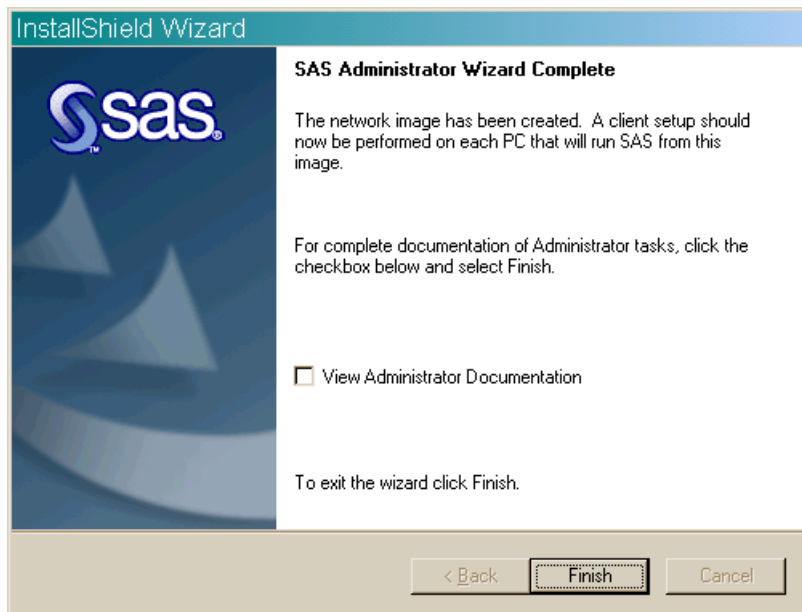 InstallShield Wizard
sas®
TM
SAS Administrator Wizard Complete
The network image has been created. A client setup should
now be performed on each PC that will run SAS from this
image.
For complete documentation of Administrator tasks, click the
checkbox below and select Finish.
View Administrator Documentation
To exit the wizard click Finish.
< Back
Finish
Cancel